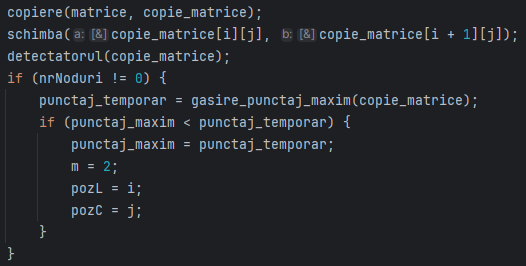 copiere(matrice, copie_matrice);
schimba( a: [&] copie_matrice[i][j], b: [&] copie_matrice[i + 1][j]);
detectatorul(copie_matrice);
if (nrNoduri != 0) {
    punctaj_temporar = gasire_punctaj_maxim(copie_matrice);
    if (punctaj_maxim < punctaj_temporar) {
        punctaj_maxim = punctaj_temporar;
        m = 2;
        pozL = i;
        pozC = j;
    }
}